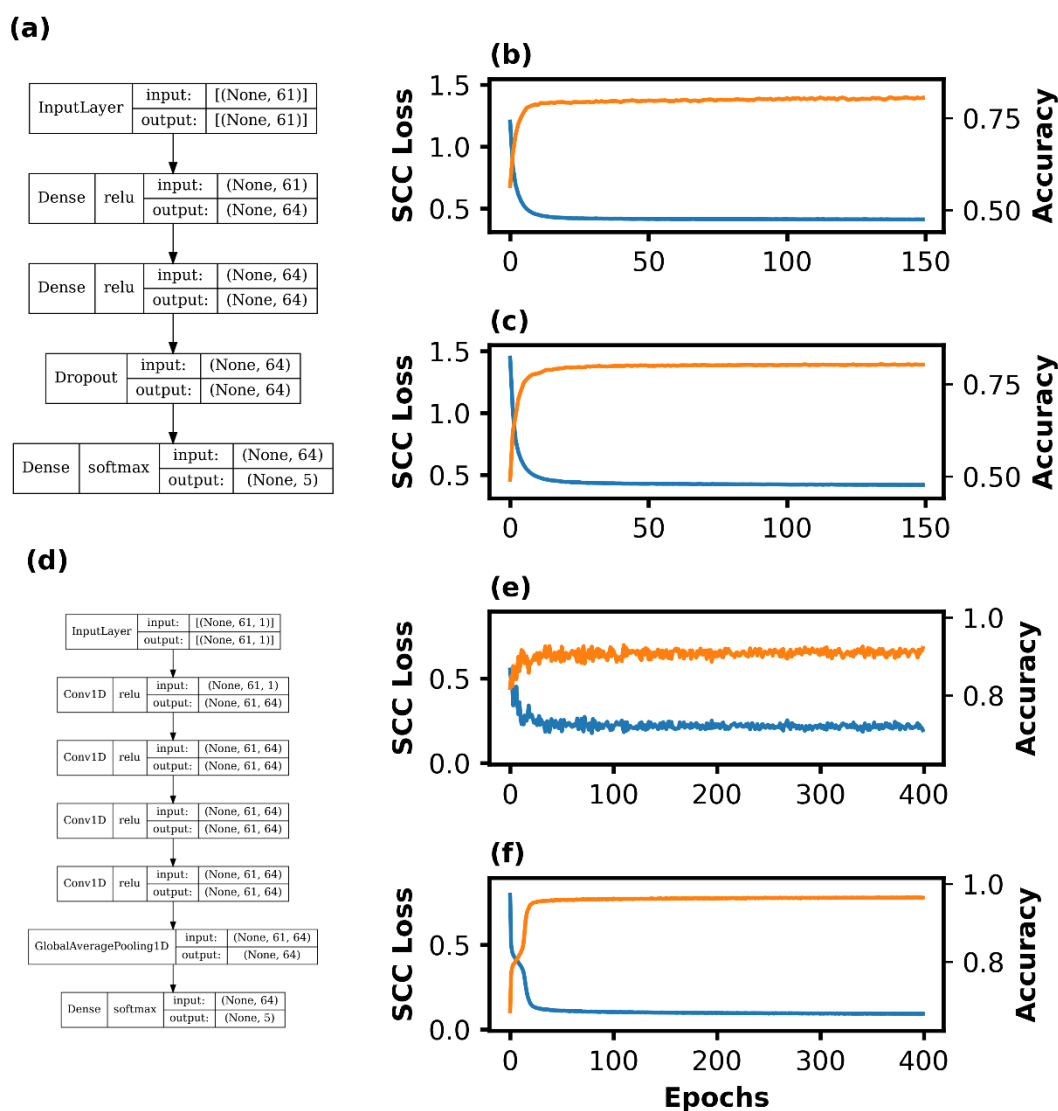 (a)
InputLayer input: [(None, 61)]
output: [(None, 61)]
Dense relu input: (None, 61)
output: (None, 64)
Dense relu input: (None, 64)
output: (None, 64)
Dropout input: (None, 64)
output: (None, 64)
Dense softmax input: (None, 64)
output: (None, 5)
(b)
SCC Loss
1.5
1.0
0.5
0.75
0.50
Accuracy
0 50 100 150
(c)
SCC Loss
1.5
1.0
0.5
0.75
0.50
Accuracy
0 50 100 150
(d)
InputLayer input: [(None, 61, 1)]
output: [(None, 61, 1)]
Conv1D relu input: (None, 61, 1)
output: (None, 61, 64)
Conv1D relu input: (None, 61, 64)
output: (None, 61, 64)
Conv1D relu input: (None, 61, 64)
output: (None, 61, 64)
Conv1D relu input: (None, 61, 64)
output: (None, 61, 64)
GlobalAveragePooling1D input: (None, 61, 64)
output: (None, 64)
Dense softmax input: (None, 64)
output: (None, 5)
(e)
SCC Loss
0.5
0.0
1.0
0.8
Accuracy
0 100 200 300 400
(f)
SCC Loss
0.5
0.0
1.0
0.8
Accuracy
0 100 200 300 400
Epochs